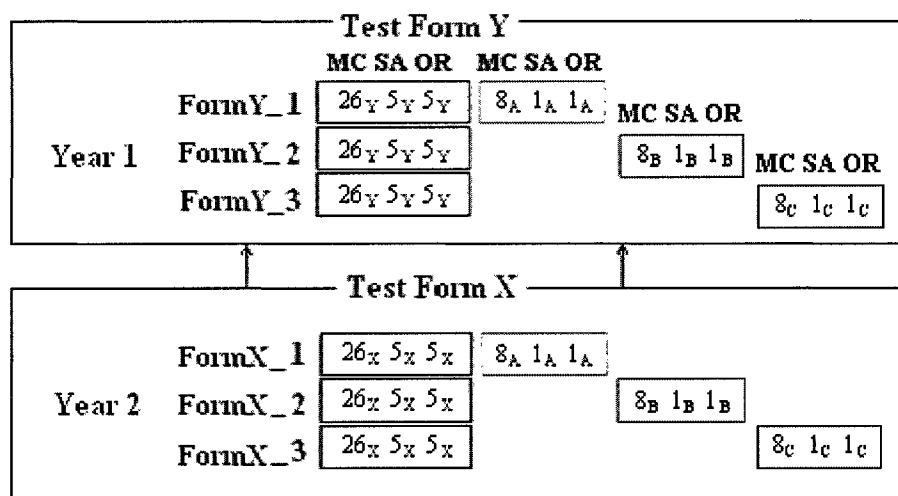 Test Form Y
MC SA OR MC SA OR
FormY_1 26Y 5Y 5Y 8A 1A 1A
MC SA OR
Year 1 FormY_2 26Y 5Y 5Y 8B 1B 1B
MC SA OR
FormY_3 26Y 5Y 5Y 8C 1C 1C
Test Form X
FormX_1 26X 5X 5X 8A 1A 1A
Year 2 FormX_2 26X 5X 5X 8B 1B 1B
FormX_3 26X 5X 5X 8C 1C 1C